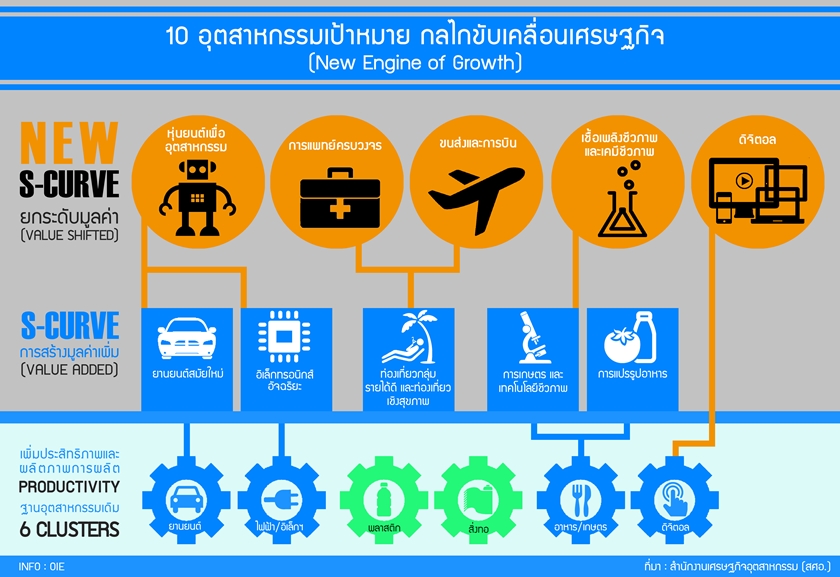 10 อุตสาหกรรมเป้าหมาย กลไกขับเคลื่อนเศรษฐกิจ
(New Engine of Growth)
NEW
S-CURVE
ยกระดับมูลค่า
(VALUE SHIFTED)
หุ่นยนต์เพื่อ
อุตสาหกรรม
การแพทย์ครบวงจร
ขนส่งและการบิน
เชื้อเพลิงชีวภาพ
และเคมีชีวภาพ
ดิจิตอล
S-CURVE
การสร้างมูลค่าเพิ่ม
(VALUE ADDED)
ยานยนต์สมัยใหม่
อิเล็กทรอนิกส์
อัจฉริยะ
ท่องเที่ยวกลุ่ม
รายได้ดี และท่องเที่ยว
เชิงสุขภาพ
การเกษตร และ
เทคโนโลยีชีวภาพ
การแปรรูปอาหาร
เพิ่มประสิทธิภาพและ
ผลิตภาพการผลิต
PRODUCTIVITY
ฐานอุตสาหกรรมเดิม
6 CLUSTERS
ยานยนต์
ไฟฟ้า/อิเล็กฯ
พลาสติก
สิ่งทอ
อาหาร/เกษตร
ดิจิตอล
INFO : OIE
ที่มา : สำนักงานเศรษฐกิจอุตสาหกรรม (สศอ.)